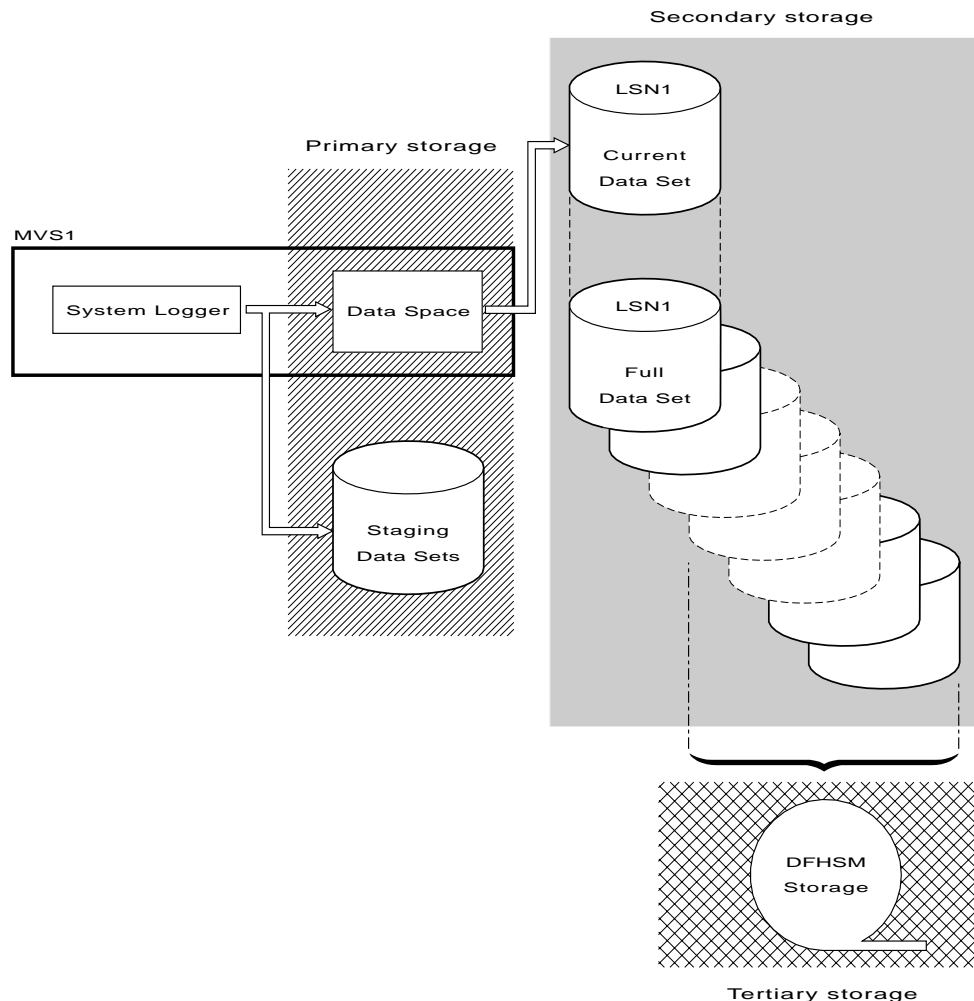 Secondary storage
LSN1
Current
Data Set
Primary storage
MVS1
System Logger
Data Space
LSN1
Full
Data Set
Staging
Data Sets
DFHSM
Storage
Tertiary storage